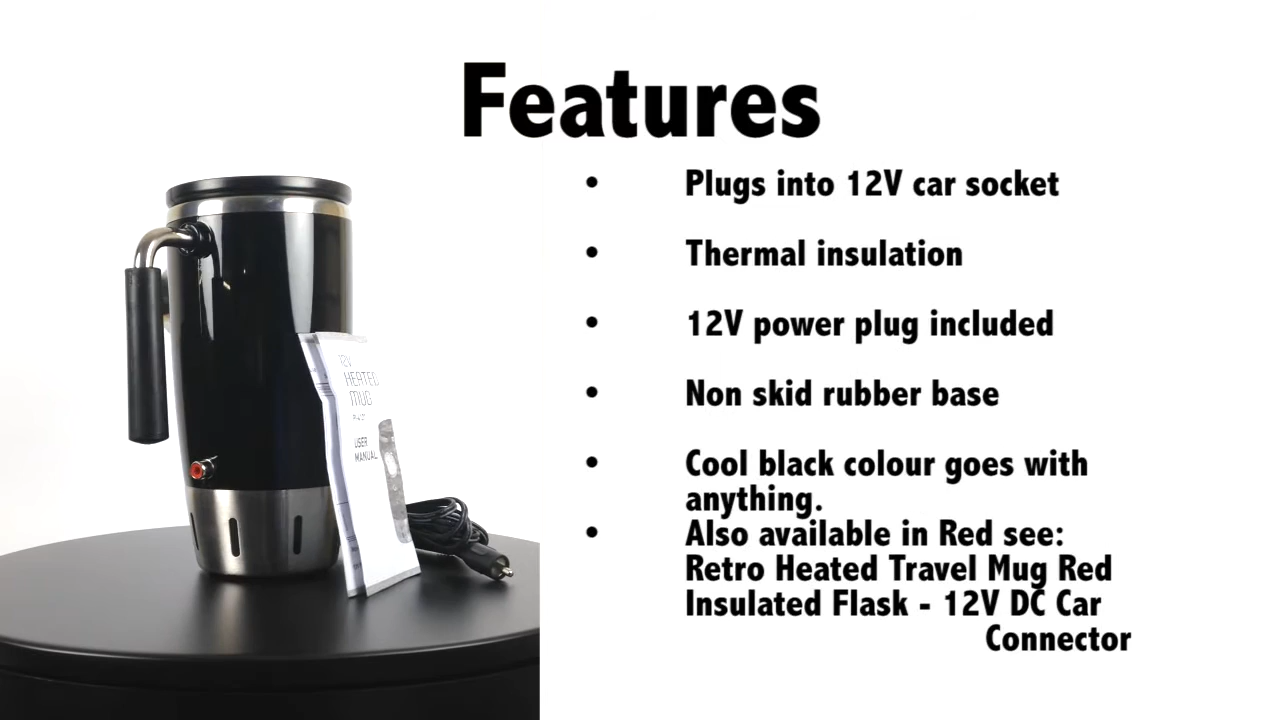 Features
• Plugs into 12V car socket
• Thermal insulation
• 12V power plug included
• Non skid rubber base
• Cool black colour goes with
anything.
• Also available in Red see:
Retro Heated Travel Mug Red
Insulated Flask - 12V DC Car
Connector
12V
HEATED
MUG
USER
MANUAL